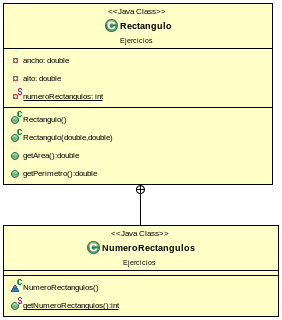 <<Java Class>>
Rectangulo
Ejercicios
ancho: double
alto: double
numeroRectangulos: int
Rectangulo()
Rectangulo(double,double)
getArea():double
getPerimetro():double
<<Java Class>>
NumeroRectangulos
Ejercicios
NumeroRectangulos()
getNumeroRectangulos():int